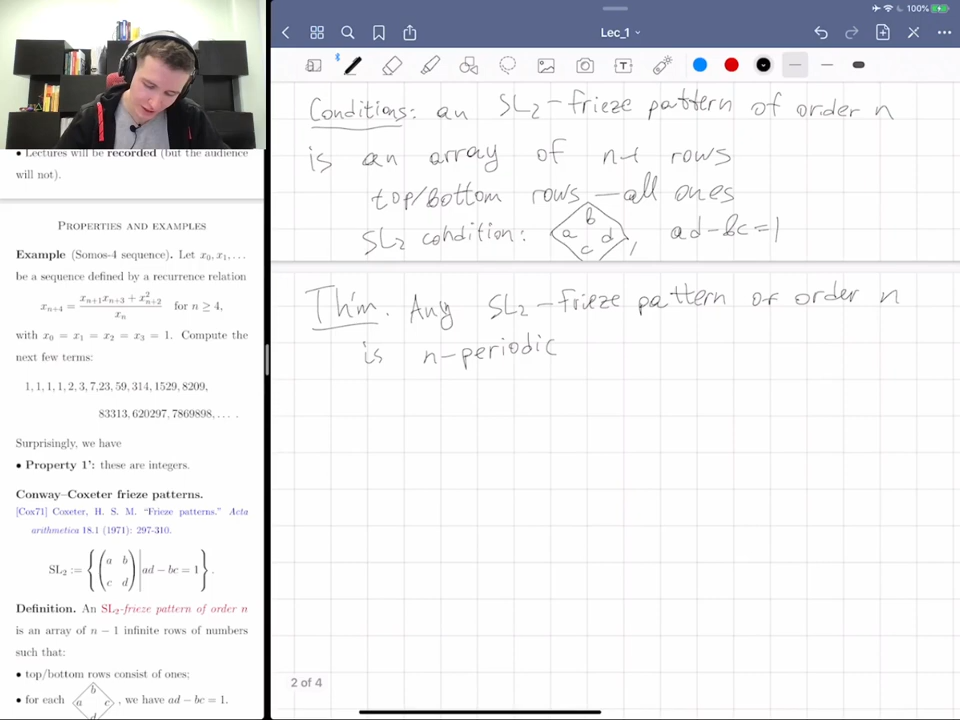 100%
Lec_1
• Lectures will be recorded (but the audience
will not).
PROPERTIES AND EXAMPLES
Example (Somos-4 sequence). Let x₀, x₁, . . .
be a sequence defined by a recurrence relation
xₙ₊₄ = (xₙ₊₁xₙ₊₃ + x²ₙ₊₂) / xₙ for n ≥ 4,
with x₀ = x₁ = x₂ = x₃ = 1. Compute the
next few terms:
1, 1, 1, 1, 2, 3, 7, 23, 59, 314, 1529, 8209,
83313, 620297, 7869898, . . . .
Surprisingly, we have
• Property 1': these are integers.
Conway–Coxeter frieze patterns.
[Cox71] Coxeter, H. S. M. “Frieze patterns.” Acta
arithmetica 18.1 (1971): 297-310.
SL₂ := { ( a b c d ) | ad − bc = 1 } .
Definition. An SL₂-frieze pattern of order n
is an array of n − 1 infinite rows of numbers
such that:
• top/bottom rows consist of ones;
• for each a b c d , we have ad − bc = 1.
Conditions: an SL₂-frieze pattern of order n
is an array of n-1 rows
top/bottom rows — all ones
SL₂ condition: a b c d , ad-bc=1
Thm. Any SL₂-frieze pattern of order n
is n-periodic
2 of 4